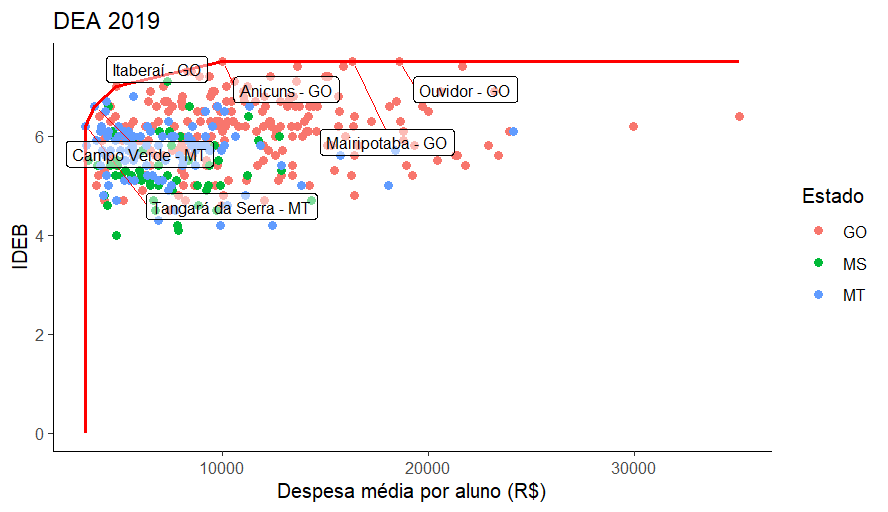 DEA 2019
Itaberaí - GO
Anicuns - GO
Ouvidor - GO
Mairipotaba - GO
Campo Verde - MT
Tangará da Serra - MT
IDEB
6
4
2
0
10000
20000
30000
Despesa média por aluno (R$)
Estado
GO
MS
MT